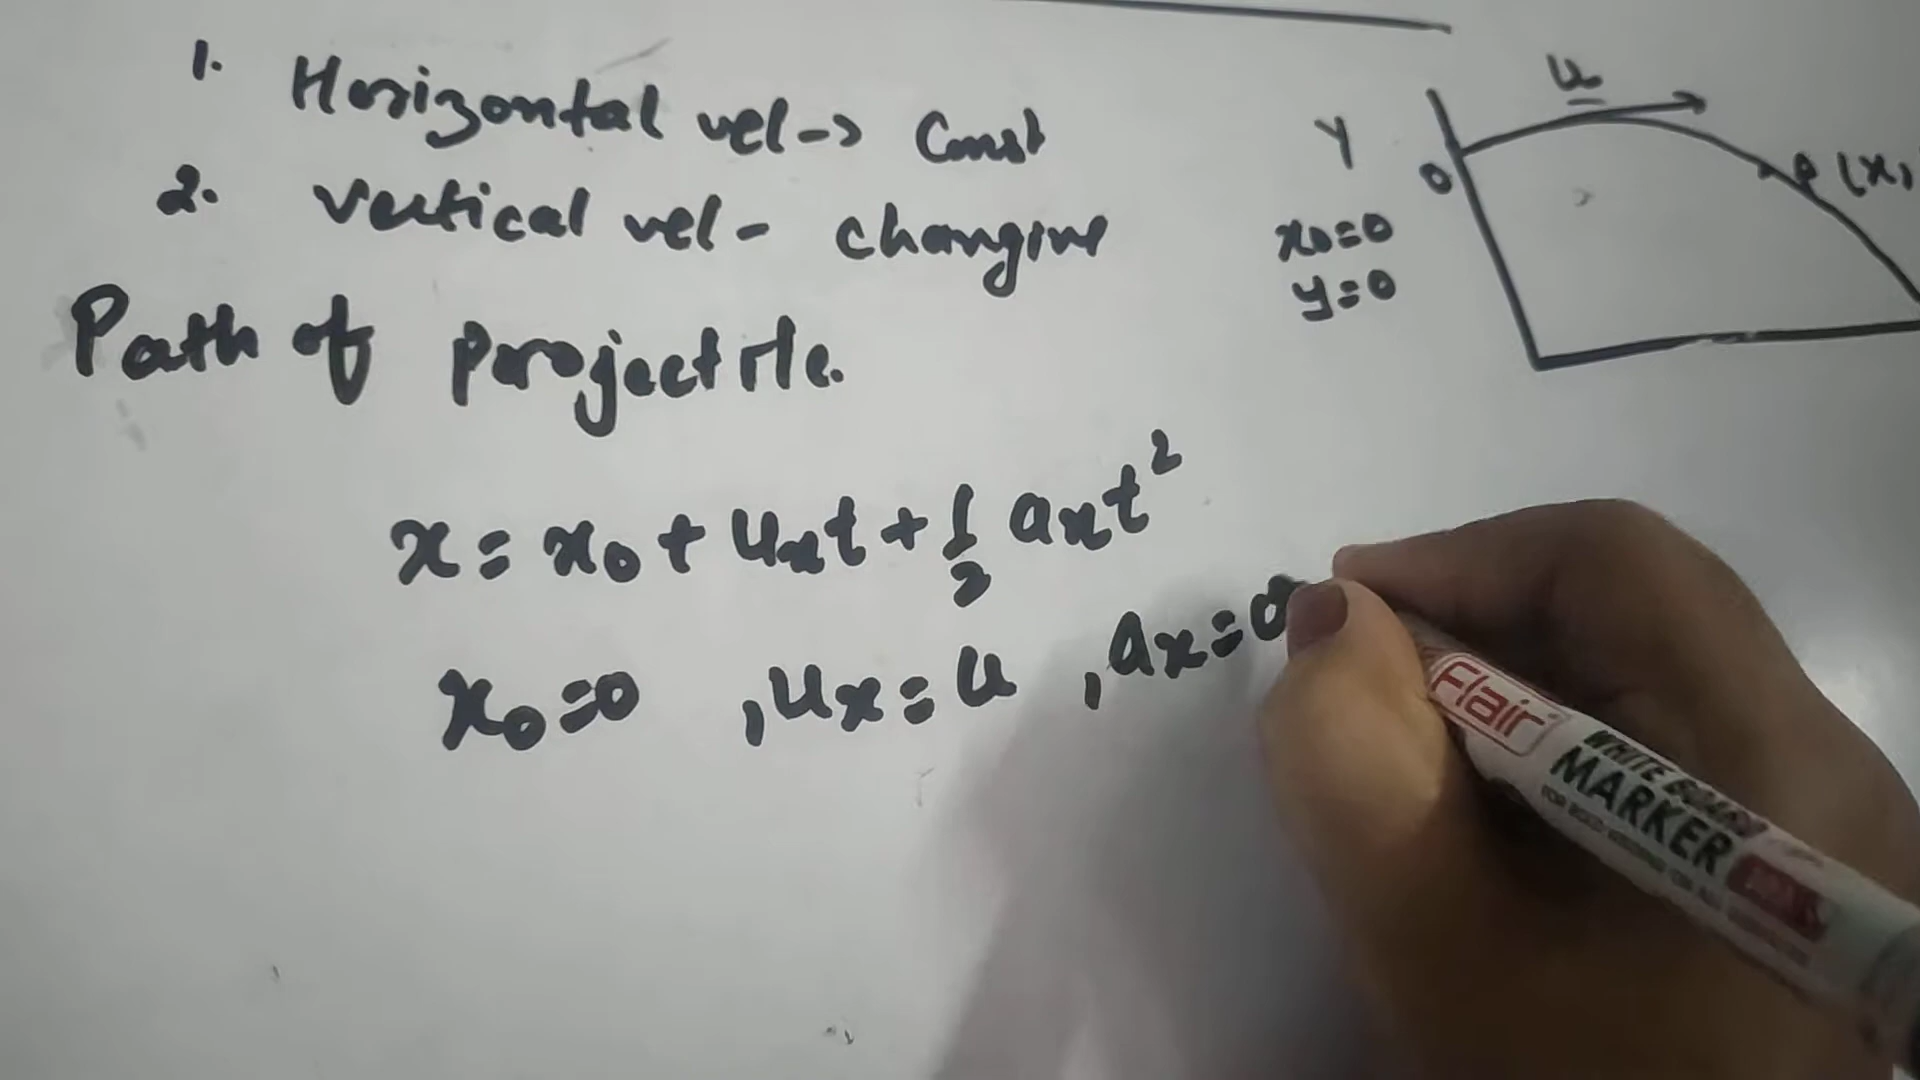 1. Horizontal vel-> Const
2. Vertical vel- changing
Path of projectile.
x = x₀ + uₓt + 1/2 aₓt²
x₀=0 , uₓ=u , aₓ=0
u
Y
O
(x,
x₀=0
y=0
Flair
WHITE BOARD
MARKER